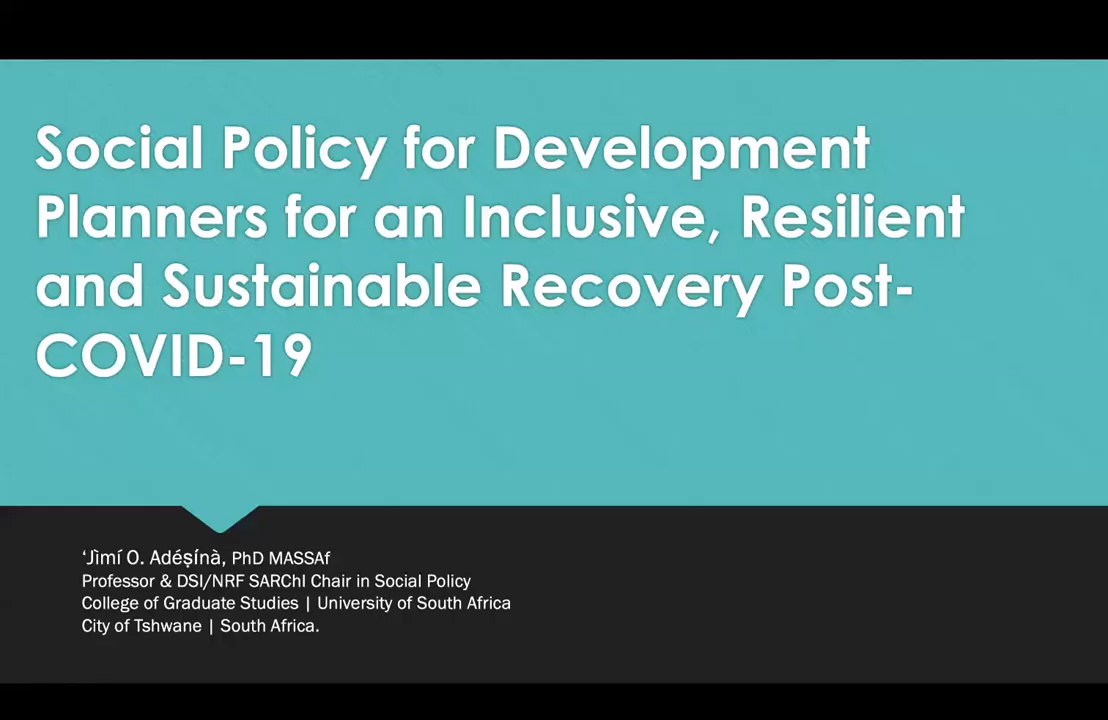 Social Policy for Development
Planners for an Inclusive, Resilient
and Sustainable Recovery Post-
COVID-19
‘Jìmí O. Adéṣínà, PhD MASSAf
Professor & DSI/NRF SARChI Chair in Social Policy
College of Graduate Studies | University of South Africa
City of Tshwane | South Africa.